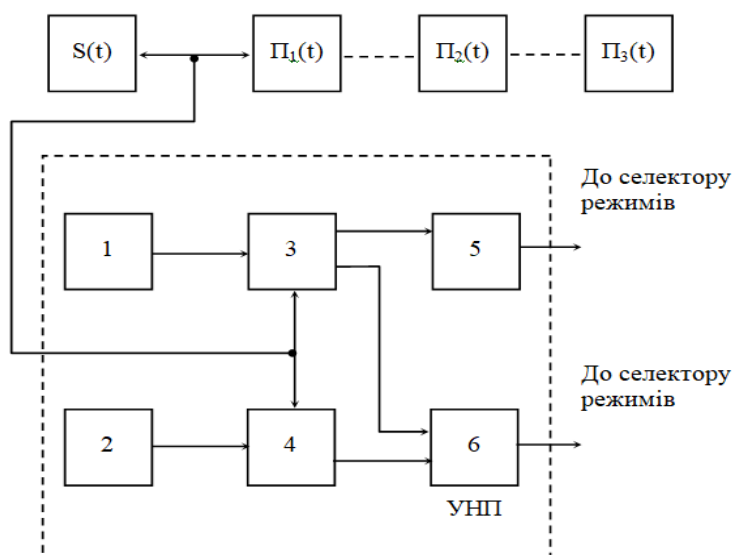 S(t)
П₁(t)
П₂(t)
П₃(t)
До селектору
режимів
1
3
5
До селектору
режимів
2
4
6
УНП